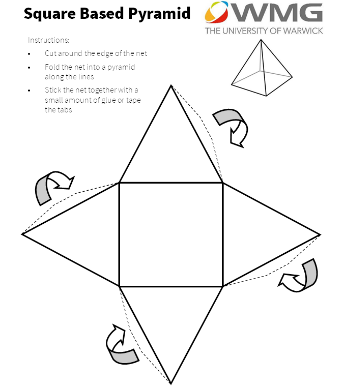 Square Based Pyramid
WMG
THE UNIVERSITY OF WARWICK
Instructions:
• Cut around the edge of the net
• Fold the net into a pyramid
along the lines
• Stick the net together with a
small amount of glue or tape
the tabs